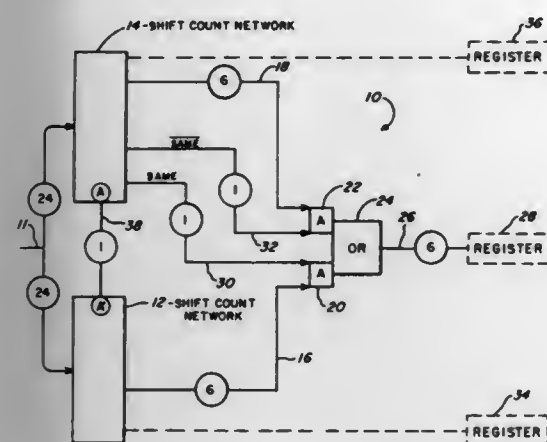 14-SHIFT COUNT NETWORK
36
REGISTER
6
18
10
SAME
22
24
24
SAME
1
A
A
38
1
OR
26
28
11
1
32
6
REGISTER
A
30
20
24
A
12-SHIFT COUNT
NETWORK
16
34
6
REGISTER